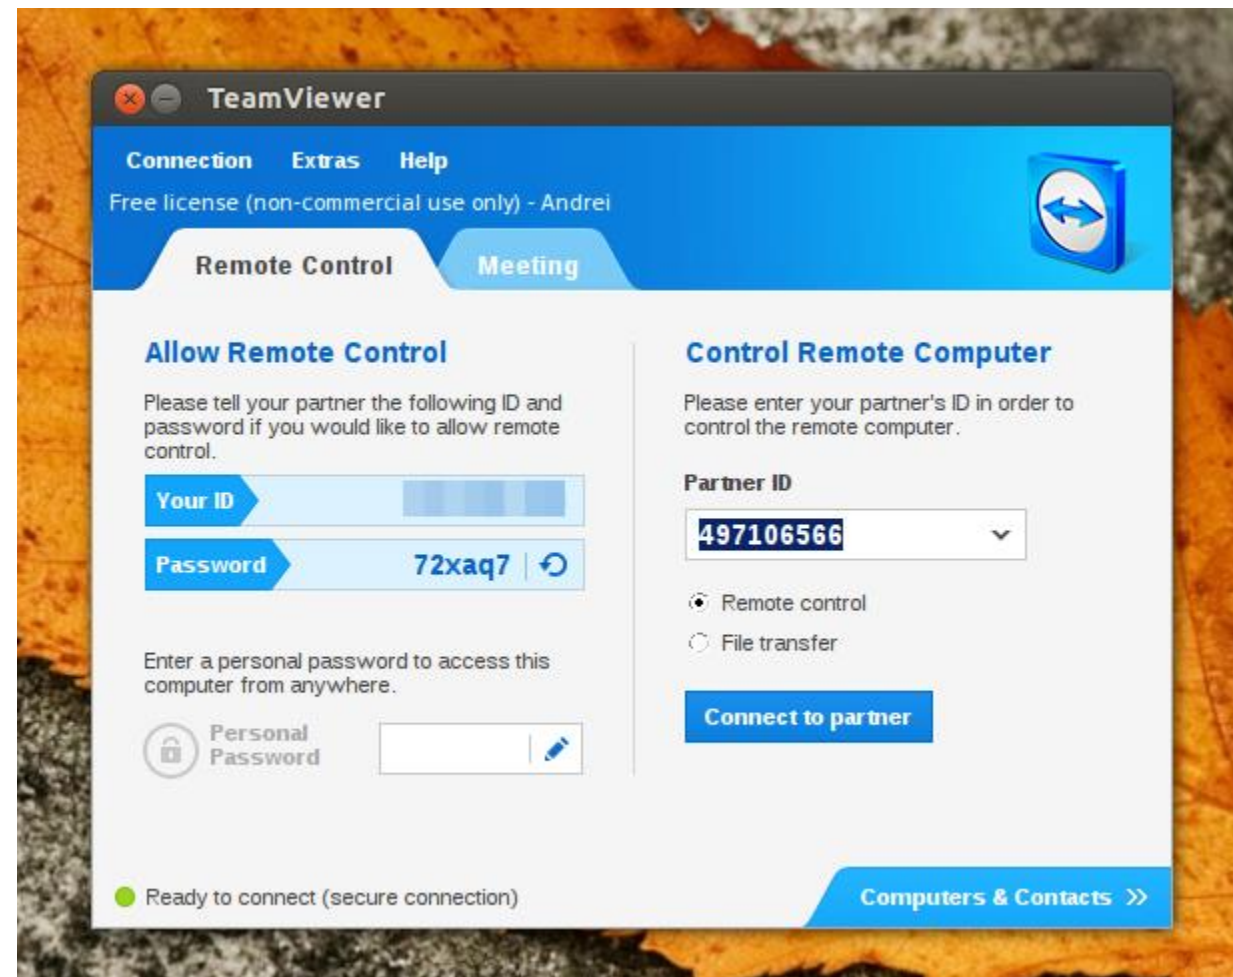 TeamViewer
Connection Extras Help
Free license (non-commercial use only) - Andrei
Remote Control Meeting
Allow Remote Control
Please tell your partner the following ID and
password if you would like to allow remote
control.
Your ID
Password 72xaq7
Enter a personal password to access this
computer from anywhere.
Personal
Password
Control Remote Computer
Please enter your partner's ID in order to
control the remote computer.
Partner ID
497106566
Remote control
File transfer
Connect to partner
Ready to connect (secure connection)
Computers & Contacts >>